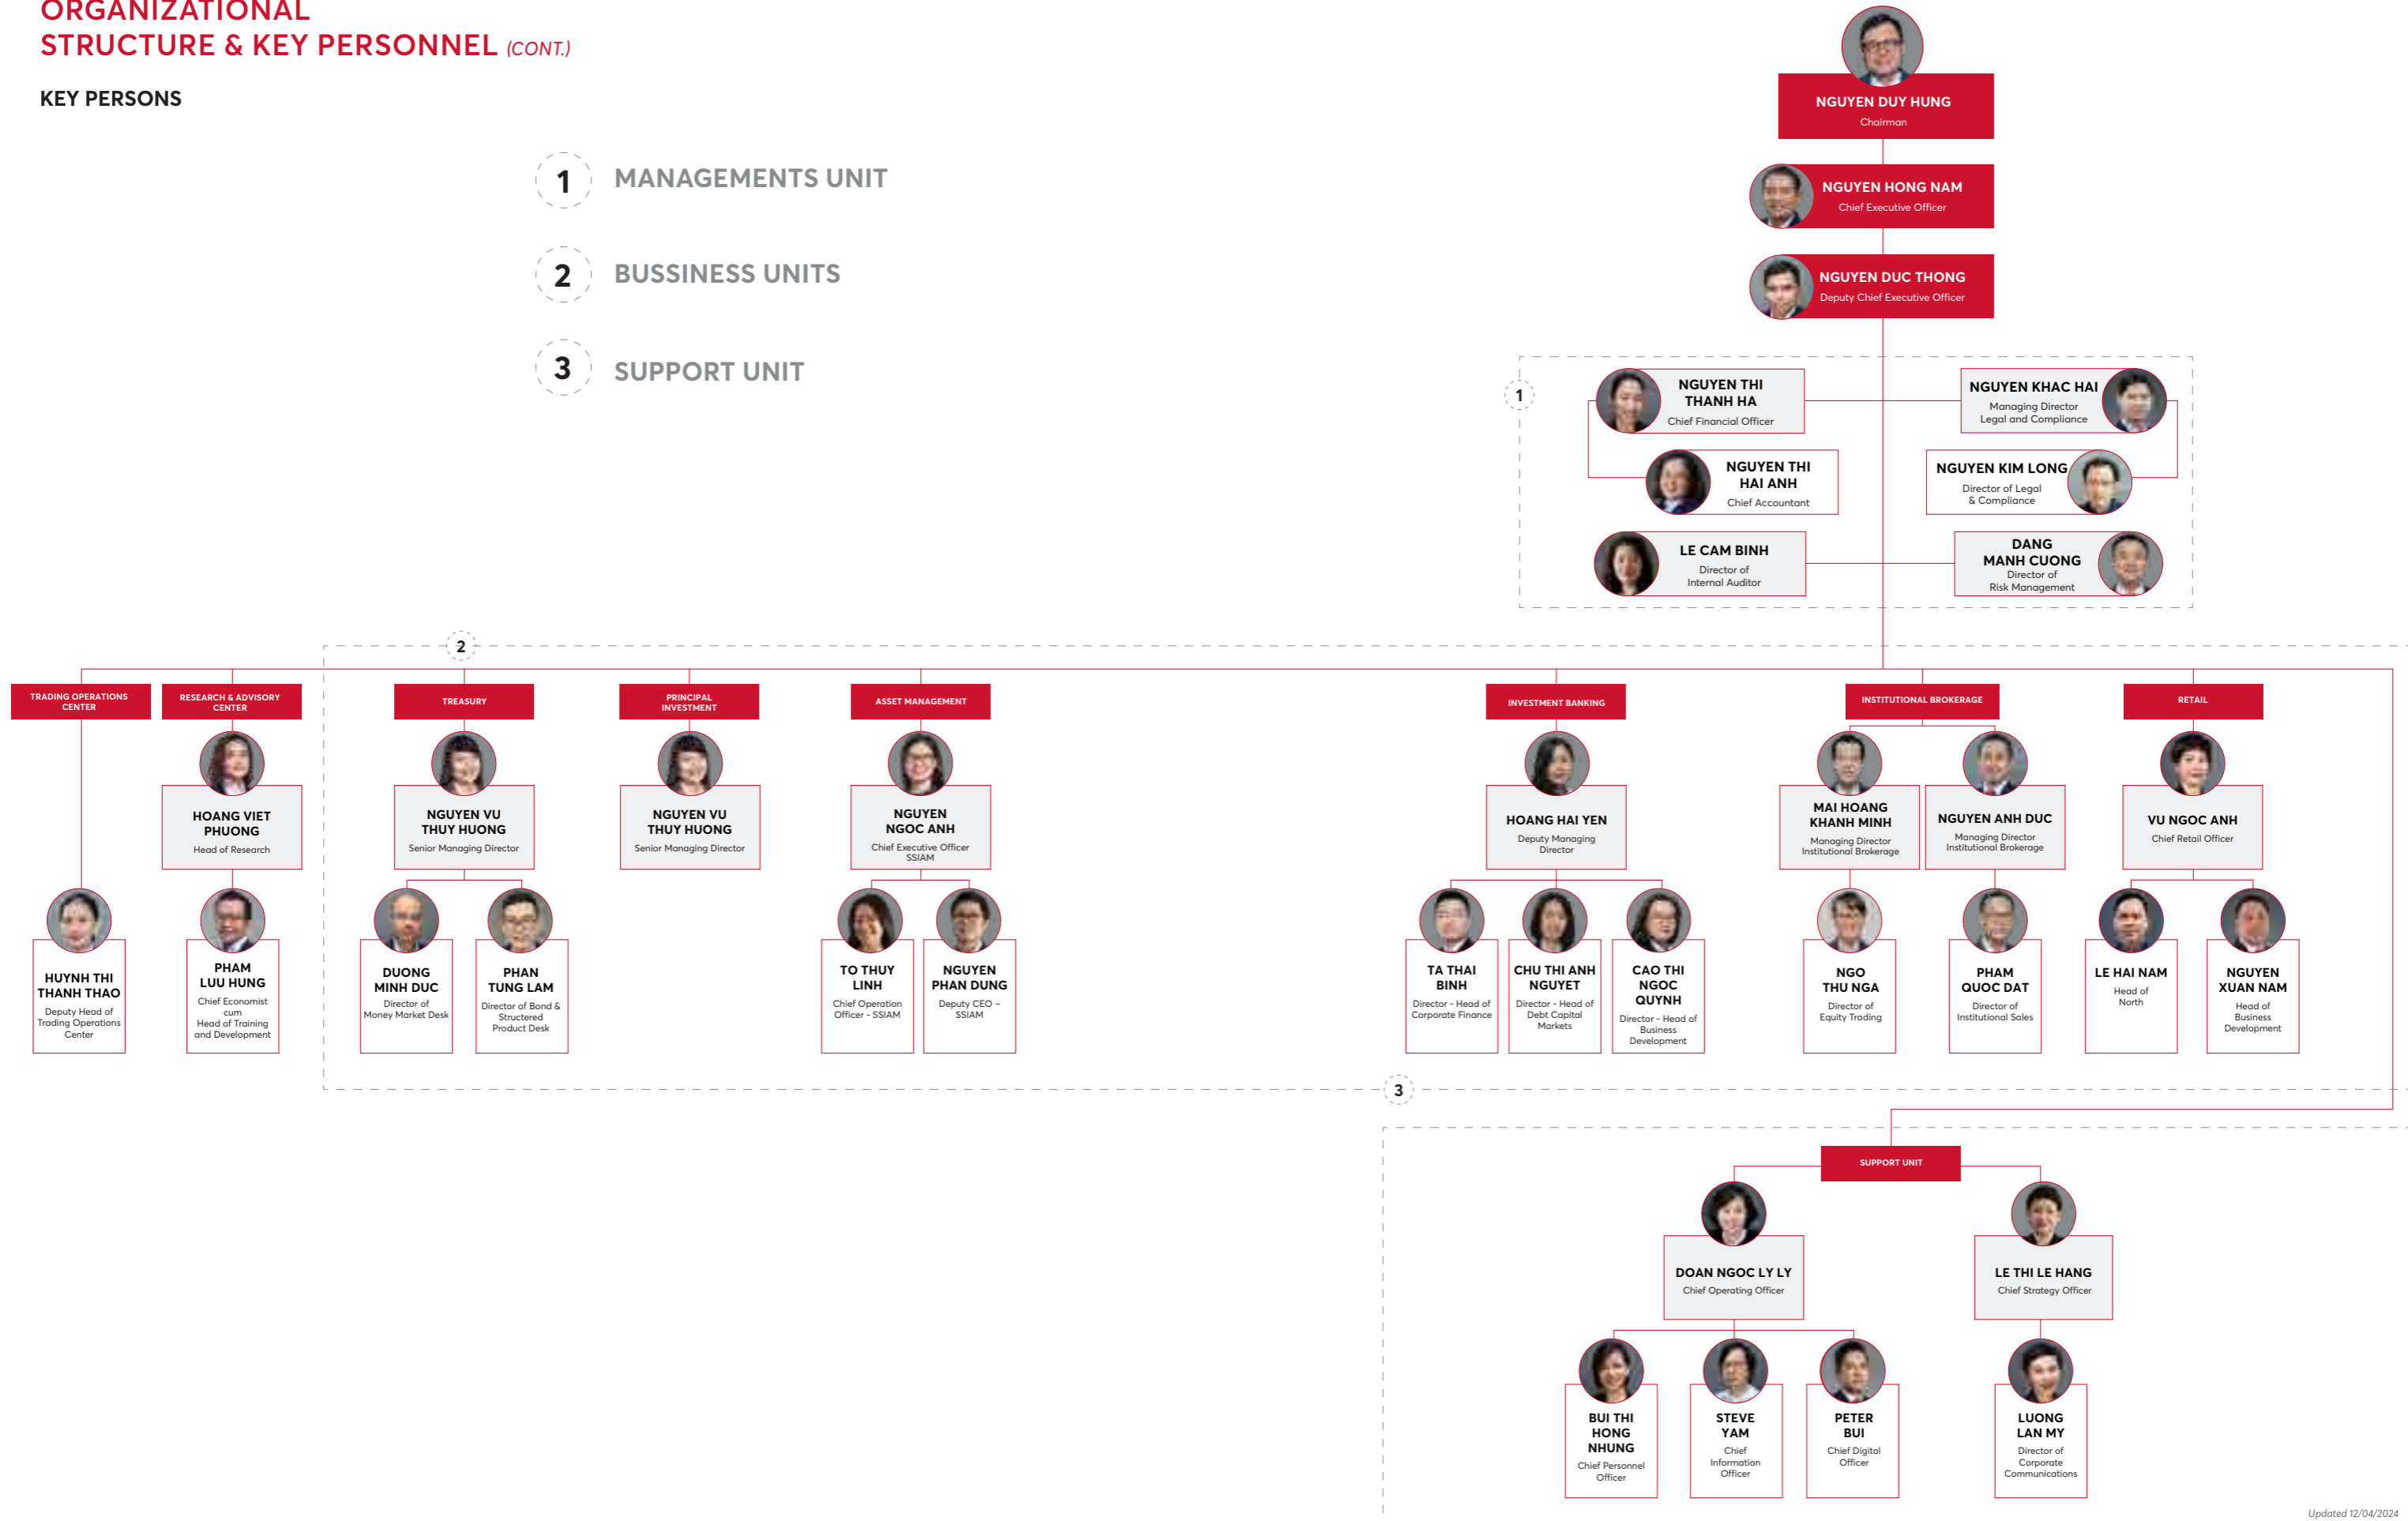 ORGANIZATIONAL
STRUCTURE & KEY PERSONNEL (CONT.)
KEY PERSONS
1 MANAGEMENTS UNIT
2 BUSSINESS UNITS
3 SUPPORT UNIT
NGUYEN DUY HUNG
Chairman
NGUYEN HONG NAM
Chief Executive Officer
NGUYEN DUC THONG
Deputy Chief Executive Officer
1
NGUYEN THI
THANH HA
Chief Financial Officer
NGUYEN KHAC HAI
Managing Director
Legal and Compliance
NGUYEN THI
HAI ANH
Chief Accountant
NGUYEN KIM LONG
Director of Legal
& Compliance
LE CAM BINH
Director of
Internal Auditor
DANG
MANH CUONG
Director of
Risk Management
2
TRADING OPERATIONS
CENTER
HUYNH THI
THANH THAO
Deputy Head of
Trading Operations
Center
RESEARCH & ADVISORY
CENTER
HOANG VIET
PHUONG
Head of Research
PHAM
LUU HUNG
Chief Economist
cum
Head of Training
and Development
TREASURY
NGUYEN VU
THUY HUONG
Senior Managing Director
DUONG
MINH DUC
Director of
Money Market Desk
PHAN
TUNG LAM
Director of Bond &
Structered
Product Desk
PRINCIPAL
INVESTMENT
NGUYEN VU
THUY HUONG
Senior Managing Director
ASSET MANAGEMENT
NGUYEN
NGOC ANH
Chief Executive Officer
SSIAM
TO THUY
LINH
Chief Operation
Officer - SSIAM
NGUYEN
PHAN DUNG
Deputy CEO –
SSIAM
INVESTMENT BANKING
HOANG HAI YEN
Deputy Managing
Director
TA THAI
BINH
Director - Head of
Corporate Finance
CHU THI ANH
NGUYET
Director - Head of
Debt Capital
Markets
CAO THI
NGOC
QUYNH
Director - Head of
Business
Development
INSTITUTIONAL BROKERAGE
MAI HOANG
KHANH MINH
Managing Director
Institutional Brokerage
NGUYEN ANH DUC
Managing Director
Institutional Brokerage
NGO
THU NGA
Director of
Equity Trading
PHAM
QUOC DAT
Director of
Institutional Sales
RETAIL
VU NGOC ANH
Chief Retail Officer
LE HAI NAM
Head of
North
NGUYEN
XUAN NAM
Head of
Business
Development
3
SUPPORT UNIT
DOAN NGOC LY LY
Chief Operating Officer
LE THI LE HANG
Chief Strategy Officer
BUI THI
HONG
NHUNG
Chief Personnel
Officer
STEVE
YAM
Chief
Information
Officer
PETER
BUI
Chief Digital
Officer
LUONG
LAN MY
Director of
Corporate
Communications
Updated 12/04/2024